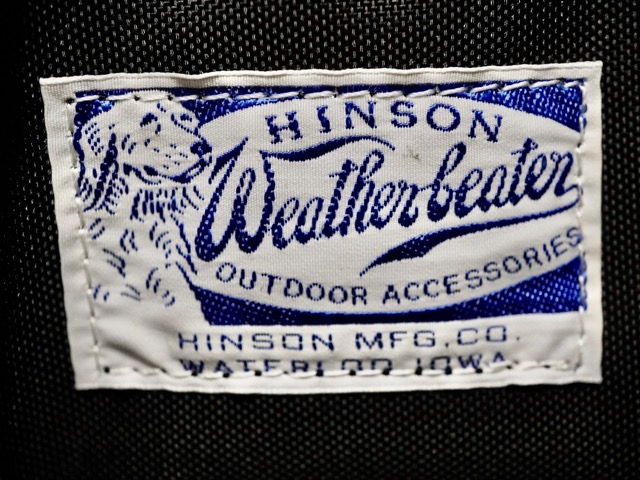 HINSON
Weatherbeater
OUTDOOR ACCESSORIES
HINSON MFG. CO.
WATERLOO IOWA